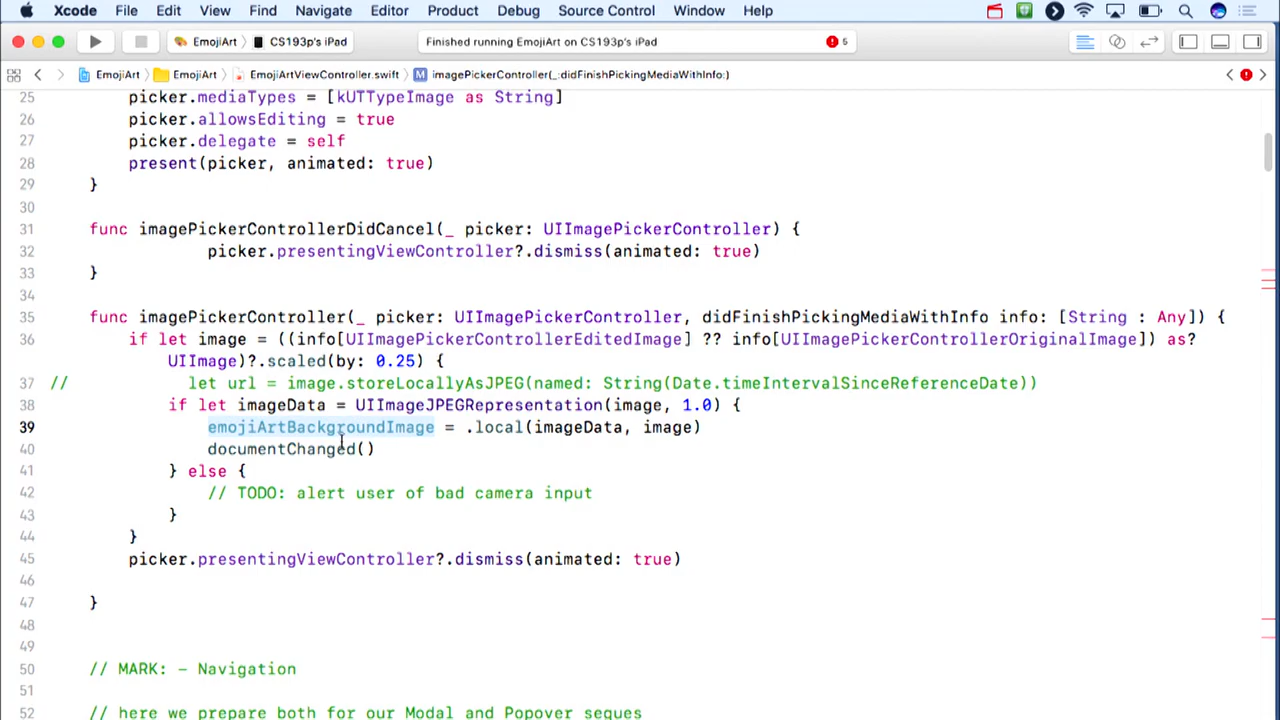 Xcode File Edit View Find Navigate Editor Product Debug Source Control Window Help
EmojiArt CS193p's iPad Finished running EmojiArt on CS193p's iPad 5
EmojiArt EmojiArt EmojiArtViewController.swift M imagePickerController(_:didFinishPickingMediaWithInfo:)
25 picker.mediaTypes = [kUTTypeImage as String]
26 picker.allowsEditing = true
27 picker.delegate = self
28 present(picker, animated: true)
29 }
30
31 func imagePickerControllerDidCancel(_ picker: UIImagePickerController) {
32 picker.presentingViewController?.dismiss(animated: true)
33 }
34
35 func imagePickerController(_ picker: UIImagePickerController, didFinishPickingMediaWithInfo info: [String : Any]) {
36 if let image = ((info[UIImagePickerControllerEditedImage] ?? info[UIImagePickerControllerOriginalImage]) as?
UIImage)?.scaled(by: 0.25) {
37 // let url = image.storeLocallyAsJPEG(named: String(Date.timeIntervalSinceReferenceDate))
38 if let imageData = UIImageJPEGRepresentation(image, 1.0) {
39 emojiArtBackgroundImage = .local(imageData, image)
40 documentChanged()
41 } else {
42 // TODO: alert user of bad camera input
43 }
44 }
45 picker.presentingViewController?.dismiss(animated: true)
46
47 }
48
49
50 // MARK: - Navigation
51
52 // here we prepare both for our Modal and Popover segues